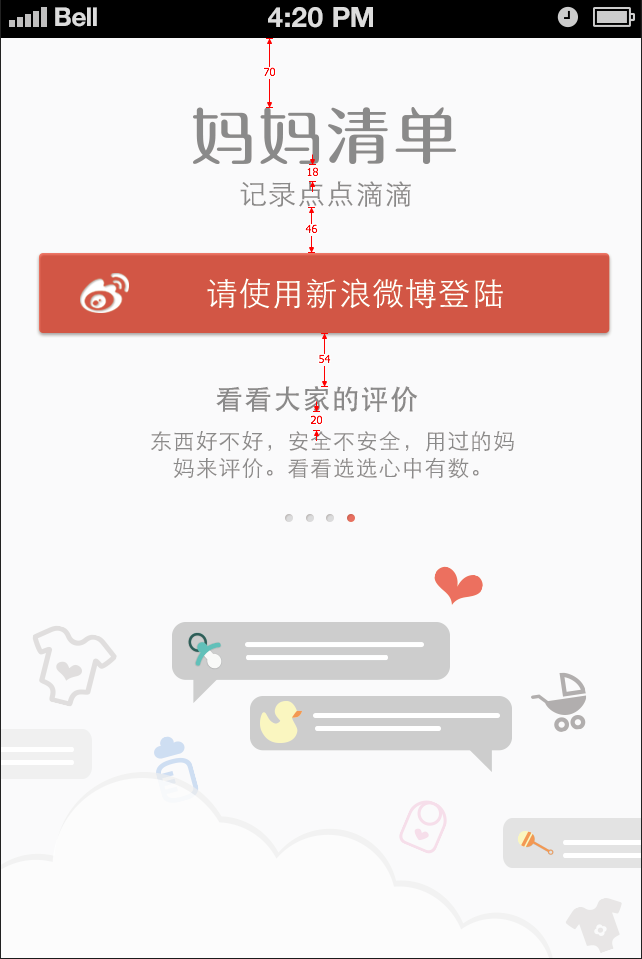 Bell 4:20 PM
70
妈妈清单
18
记录点点滴滴
46
请使用新浪微博登陆
54
看看大家的评价
20
东西好不好，安全不安全，用过的妈
妈来评价。看看选选心中有数。